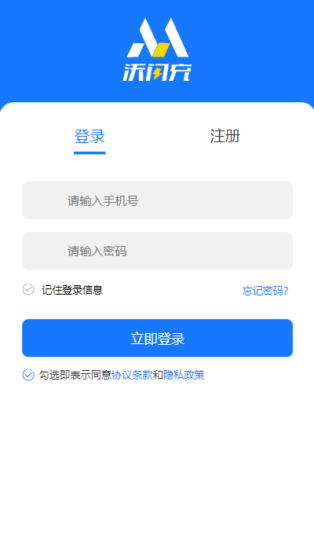 沃闪充
登录 注册
请输入手机号
请输入密码
记住登录信息 忘记密码?
立即登录
勾选即表示同意协议条款和隐私政策